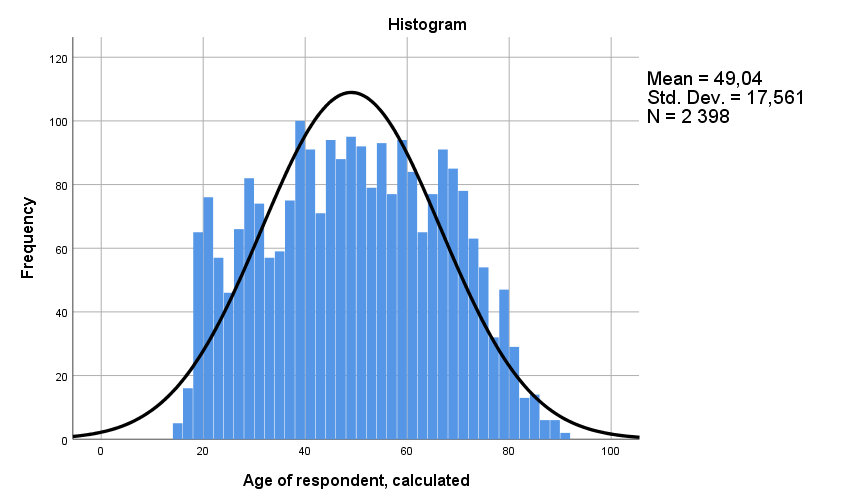 Histogram
Mean = 49,04
Std. Dev. = 17,561
N = 2 398
Frequency
120
100
80
60
40
20
0
0 20 40 60 80 100
Age of respondent, calculated